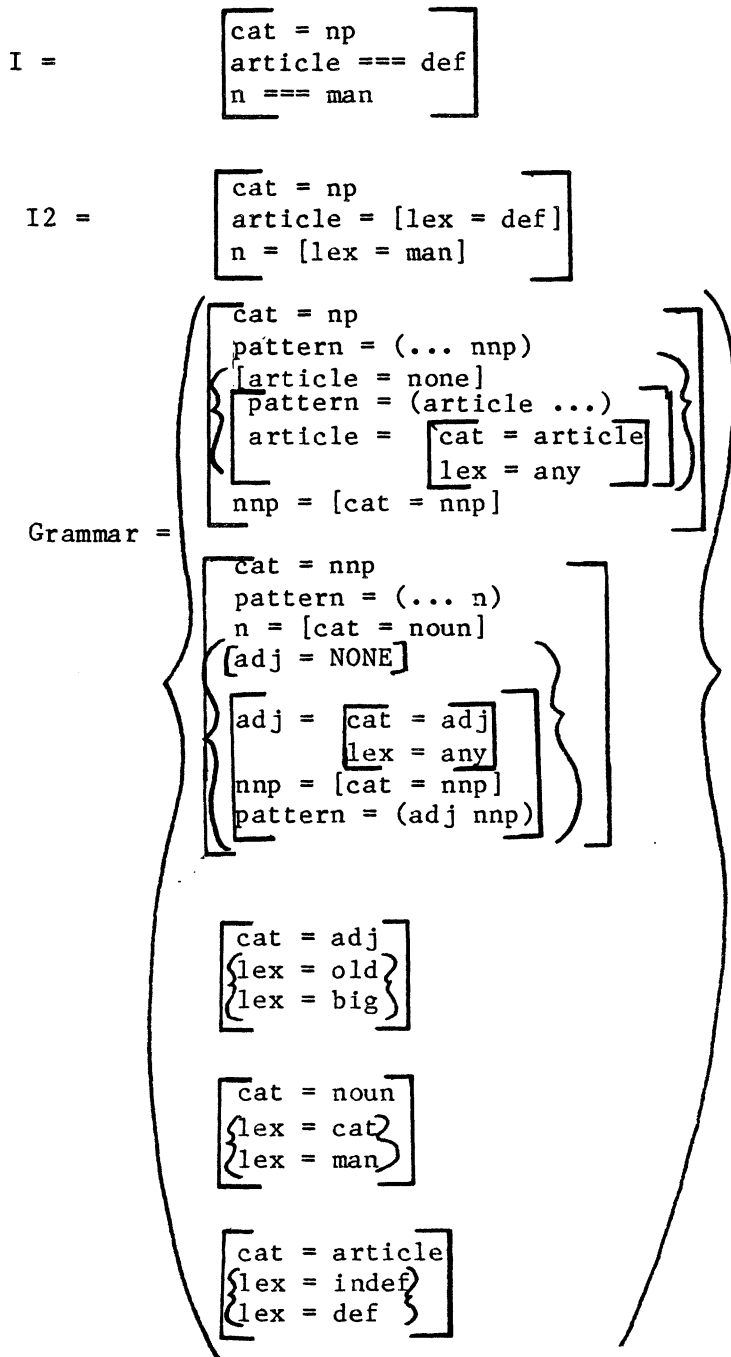 cat = np
I = article === def
n === man
cat = np
I2 = article = [lex = def]
n = [lex = man]
cat = np
pattern = (... nnp)
[article = none]
pattern = (article ...)
article = cat = article
lex = any
nnp = [cat = nnp]
Grammar =
cat = nnp
pattern = (... n)
n = [cat = noun]
[adj = NONE]
adj = cat = adj
lex = any
nnp = [cat = nnp]
pattern = (adj nnp)
cat = adj
lex = old
lex = big
cat = noun
lex = cat
lex = man
cat = article
lex = indef
lex = def